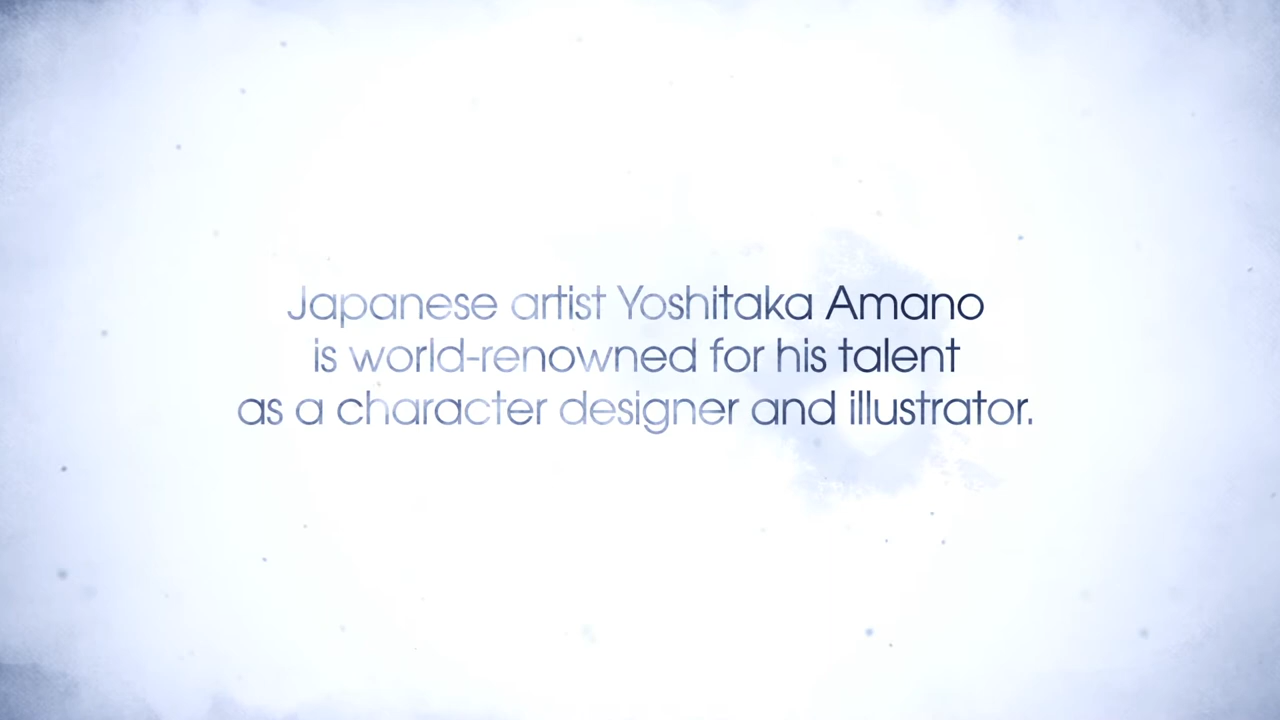 Japanese artist Yoshitaka Amano
is world-renowned for his talent
as a character designer and illustrator.